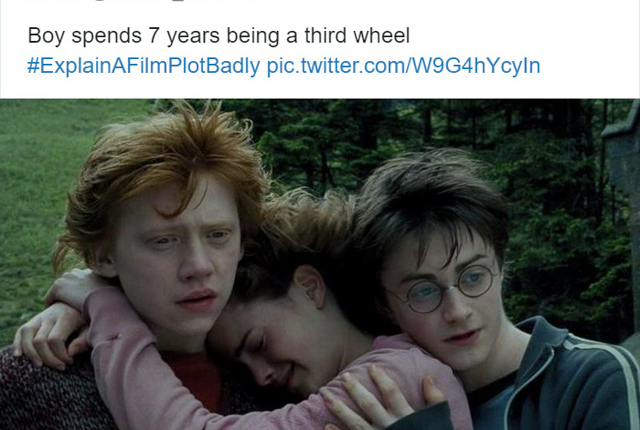 Boy spends 7 years being a third wheel
#ExplainAFilmPlotBadly pic.twitter.com/W9G4hYcyIn